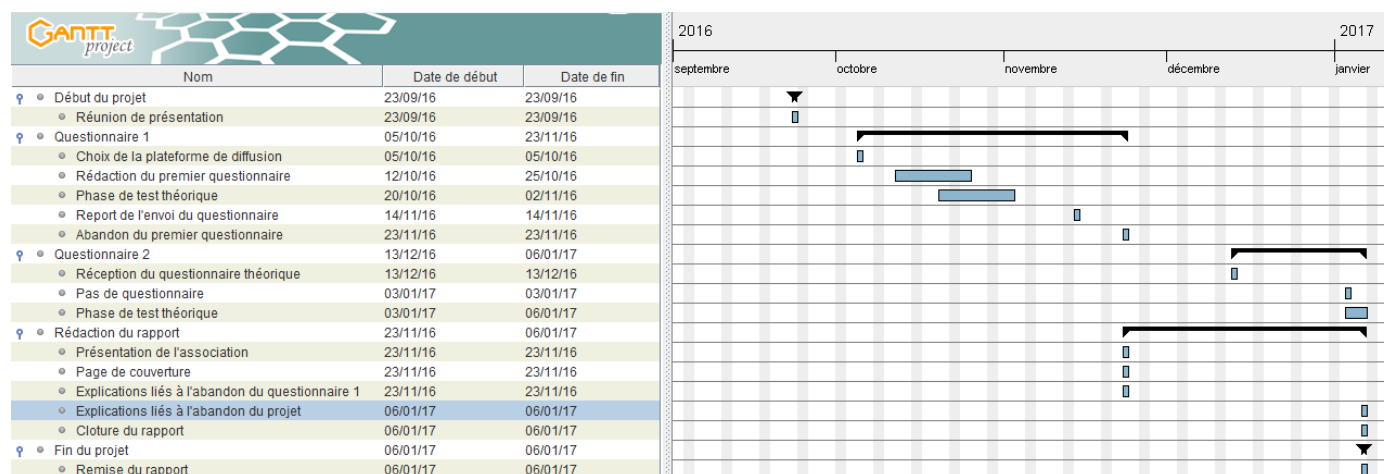 GANTT project
2016 2017
Nom Date de début Date de fin septembre octobre novembre décembre janvier
Début du projet 23/09/16 23/09/16
Réunion de présentation 23/09/16 23/09/16
Questionnaire 1 05/10/16 23/11/16
Choix de la plateforme de diffusion 05/10/16 05/10/16
Rédaction du premier questionnaire 12/10/16 25/10/16
Phase de test théorique 20/10/16 02/11/16
Report de l'envoi du questionnaire 14/11/16 14/11/16
Abandon du premier questionnaire 23/11/16 23/11/16
Questionnaire 2 13/12/16 06/01/17
Réception du questionnaire théorique 13/12/16 13/12/16
Pas de questionnaire 03/01/17 03/01/17
Phase de test théorique 03/01/17 06/01/17
Rédaction du rapport 23/11/16 06/01/17
Présentation de l'association 23/11/16 23/11/16
Page de couverture 23/11/16 23/11/16
Explications liés à l'abandon du questionnaire 1 23/11/16 23/11/16
Explications liés à l'abandon du projet 06/01/17 06/01/17
Cloture du rapport 06/01/17 06/01/17
Fin du projet 06/01/17 06/01/17
Remise du rapport 06/01/17 06/01/17